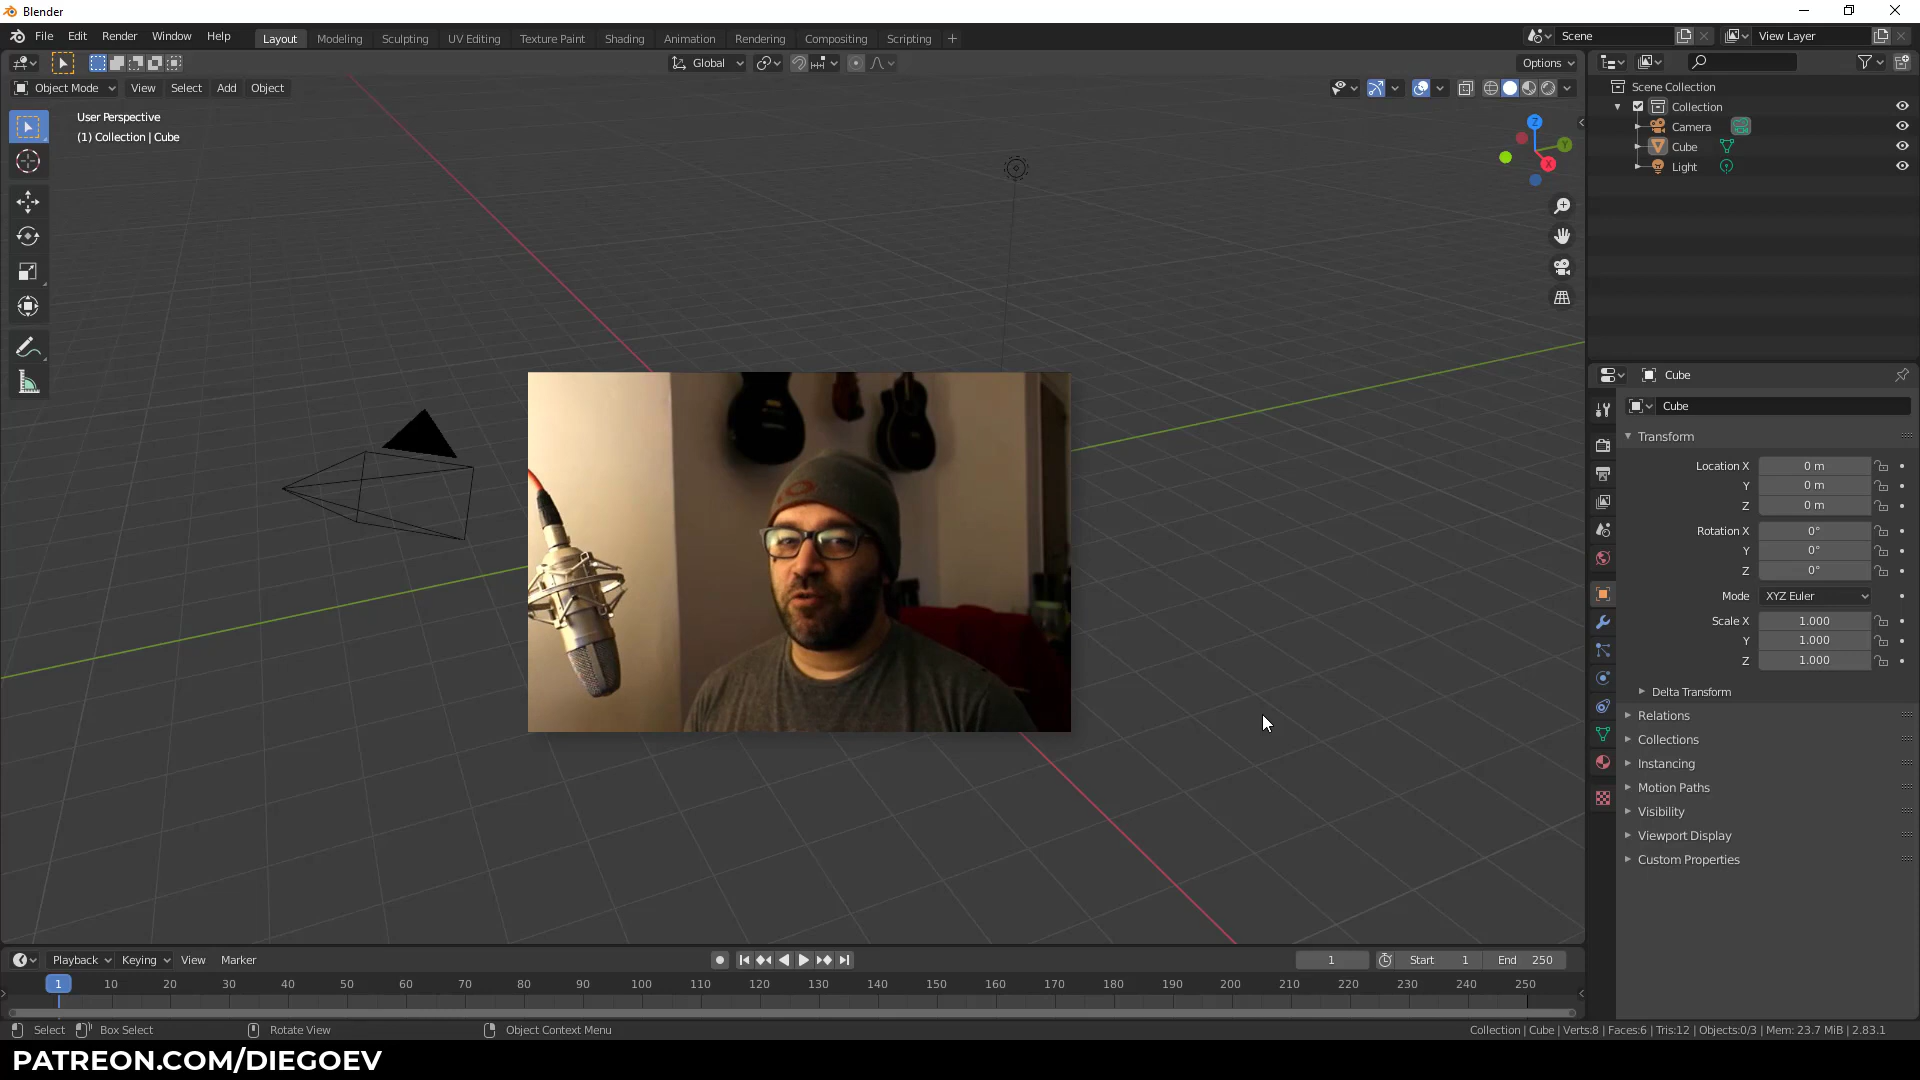 Blender
File Edit Render Window Help Layout Modeling Sculpting UV Editing Texture Paint Shading Animation Rendering Compositing Scripting + Scene View Layer
Global Options
Object Mode View Select Add Object
User Perspective
(1) Collection | Cube
Z
Y
X
Scene Collection
Collection
Camera
Cube
Light
Cube
Cube
Transform
Location X 0 m
Y 0 m
Z 0 m
Rotation X 0°
Y 0°
Z 0°
Mode XYZ Euler
Scale X 1.000
Y 1.000
Z 1.000
Delta Transform
Relations
Collections
Instancing
Motion Paths
Visibility
Viewport Display
Custom Properties
Playback Keying View Marker 1 Start 1 End 250
1 10 20 30 40 50 60 70 80 90 100 110 120 130 140 150 160 170 180 190 200 210 220 230 240 250
Select Box Select Rotate View Object Context Menu Collection | Cube | Verts:8 | Faces:6 | Tris:12 | Objects:0/3 | Mem: 23.7 MiB | 2.83.1
PATREON.COM/DIEGOEV